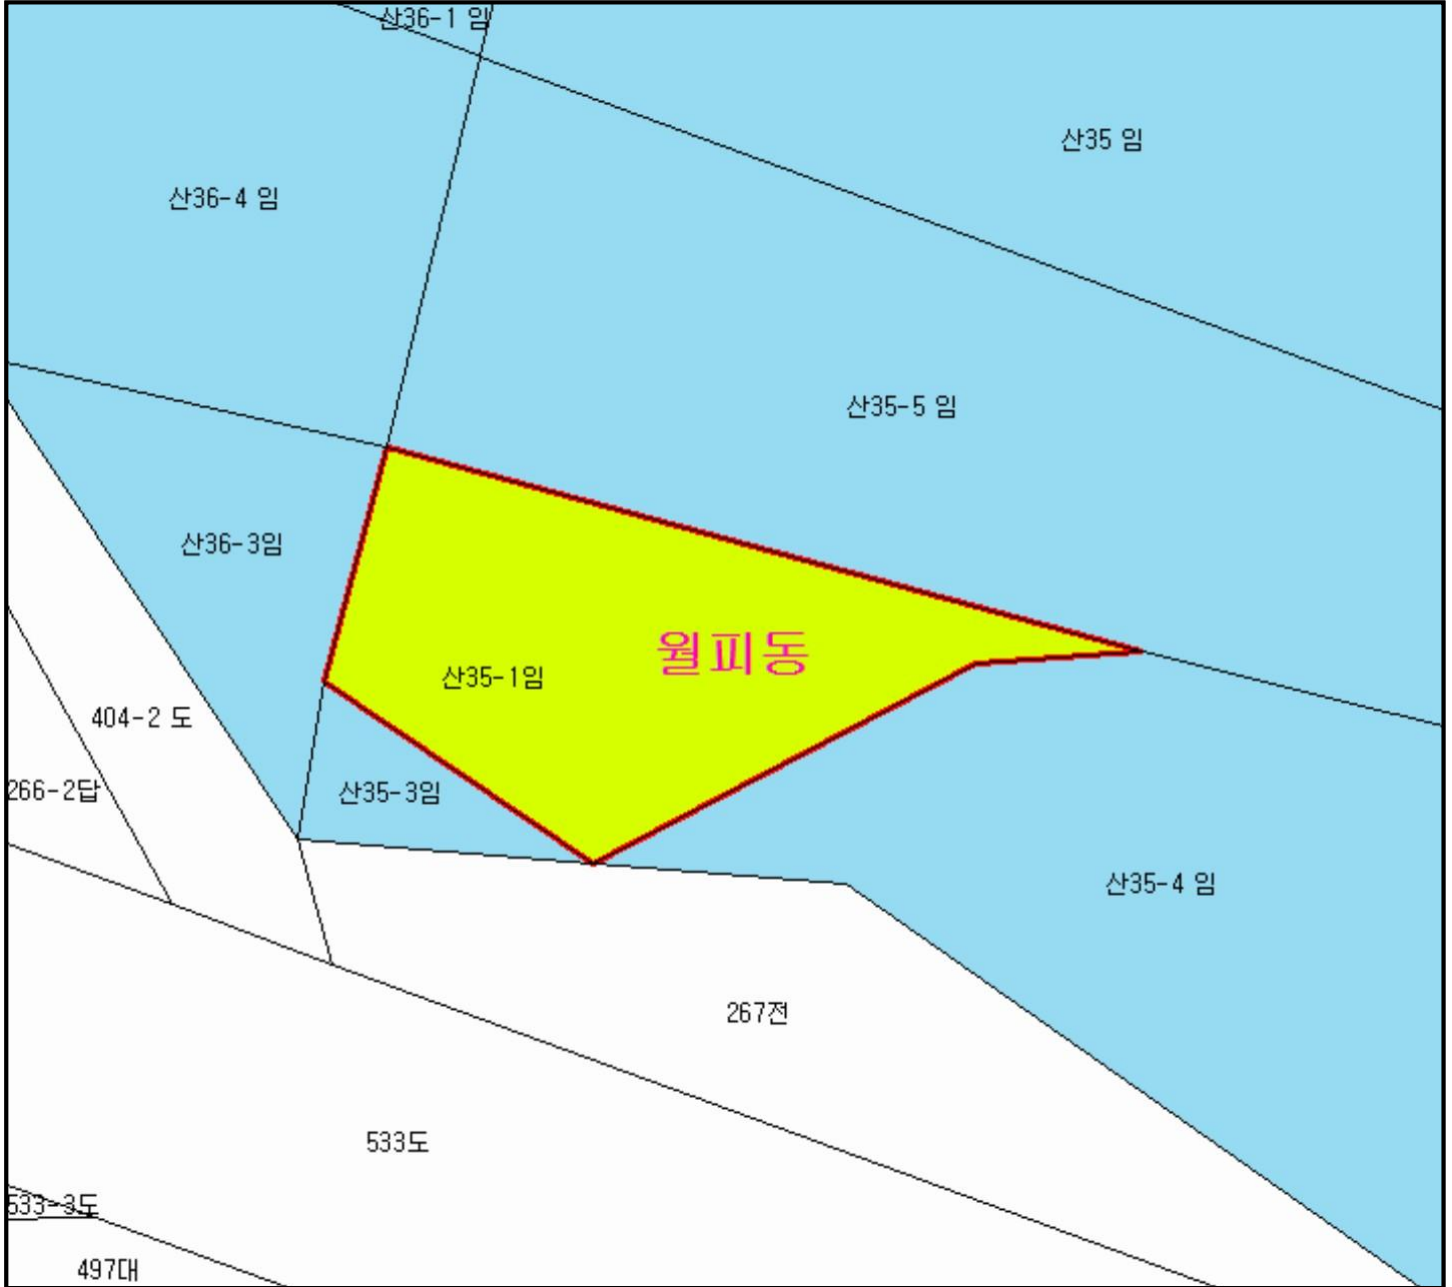 산36-1 임
산35 임
산36-4 임
산35-5 임
산36-3임
월피동
산35-1임
404-2 도
266-2답
산35-3임
산35-4 임
267전
533도
533-3도
497대